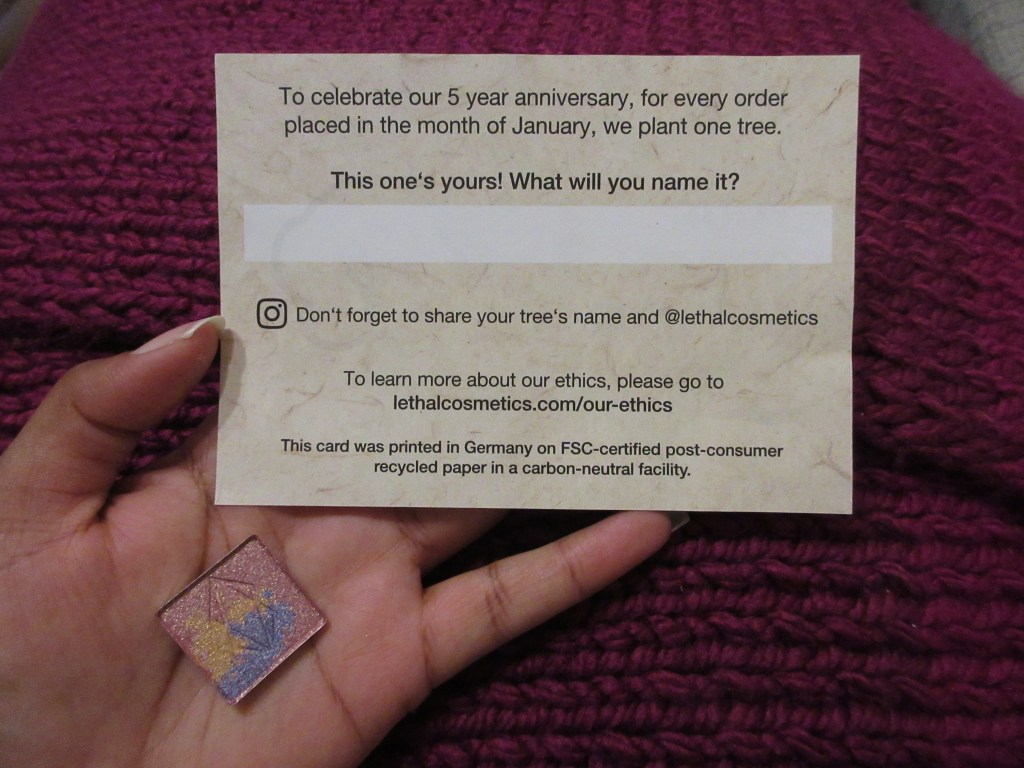 To celebrate our 5 year anniversary, for every order
placed in the month of January, we plant one tree.
This one‘s yours! What will you name it?
Don‘t forget to share your tree‘s name and @lethalcosmetics
To learn more about our ethics, please go to
lethalcosmetics.com/our-ethics
This card was printed in Germany on FSC-certified post-consumer
recycled paper in a carbon-neutral facility.